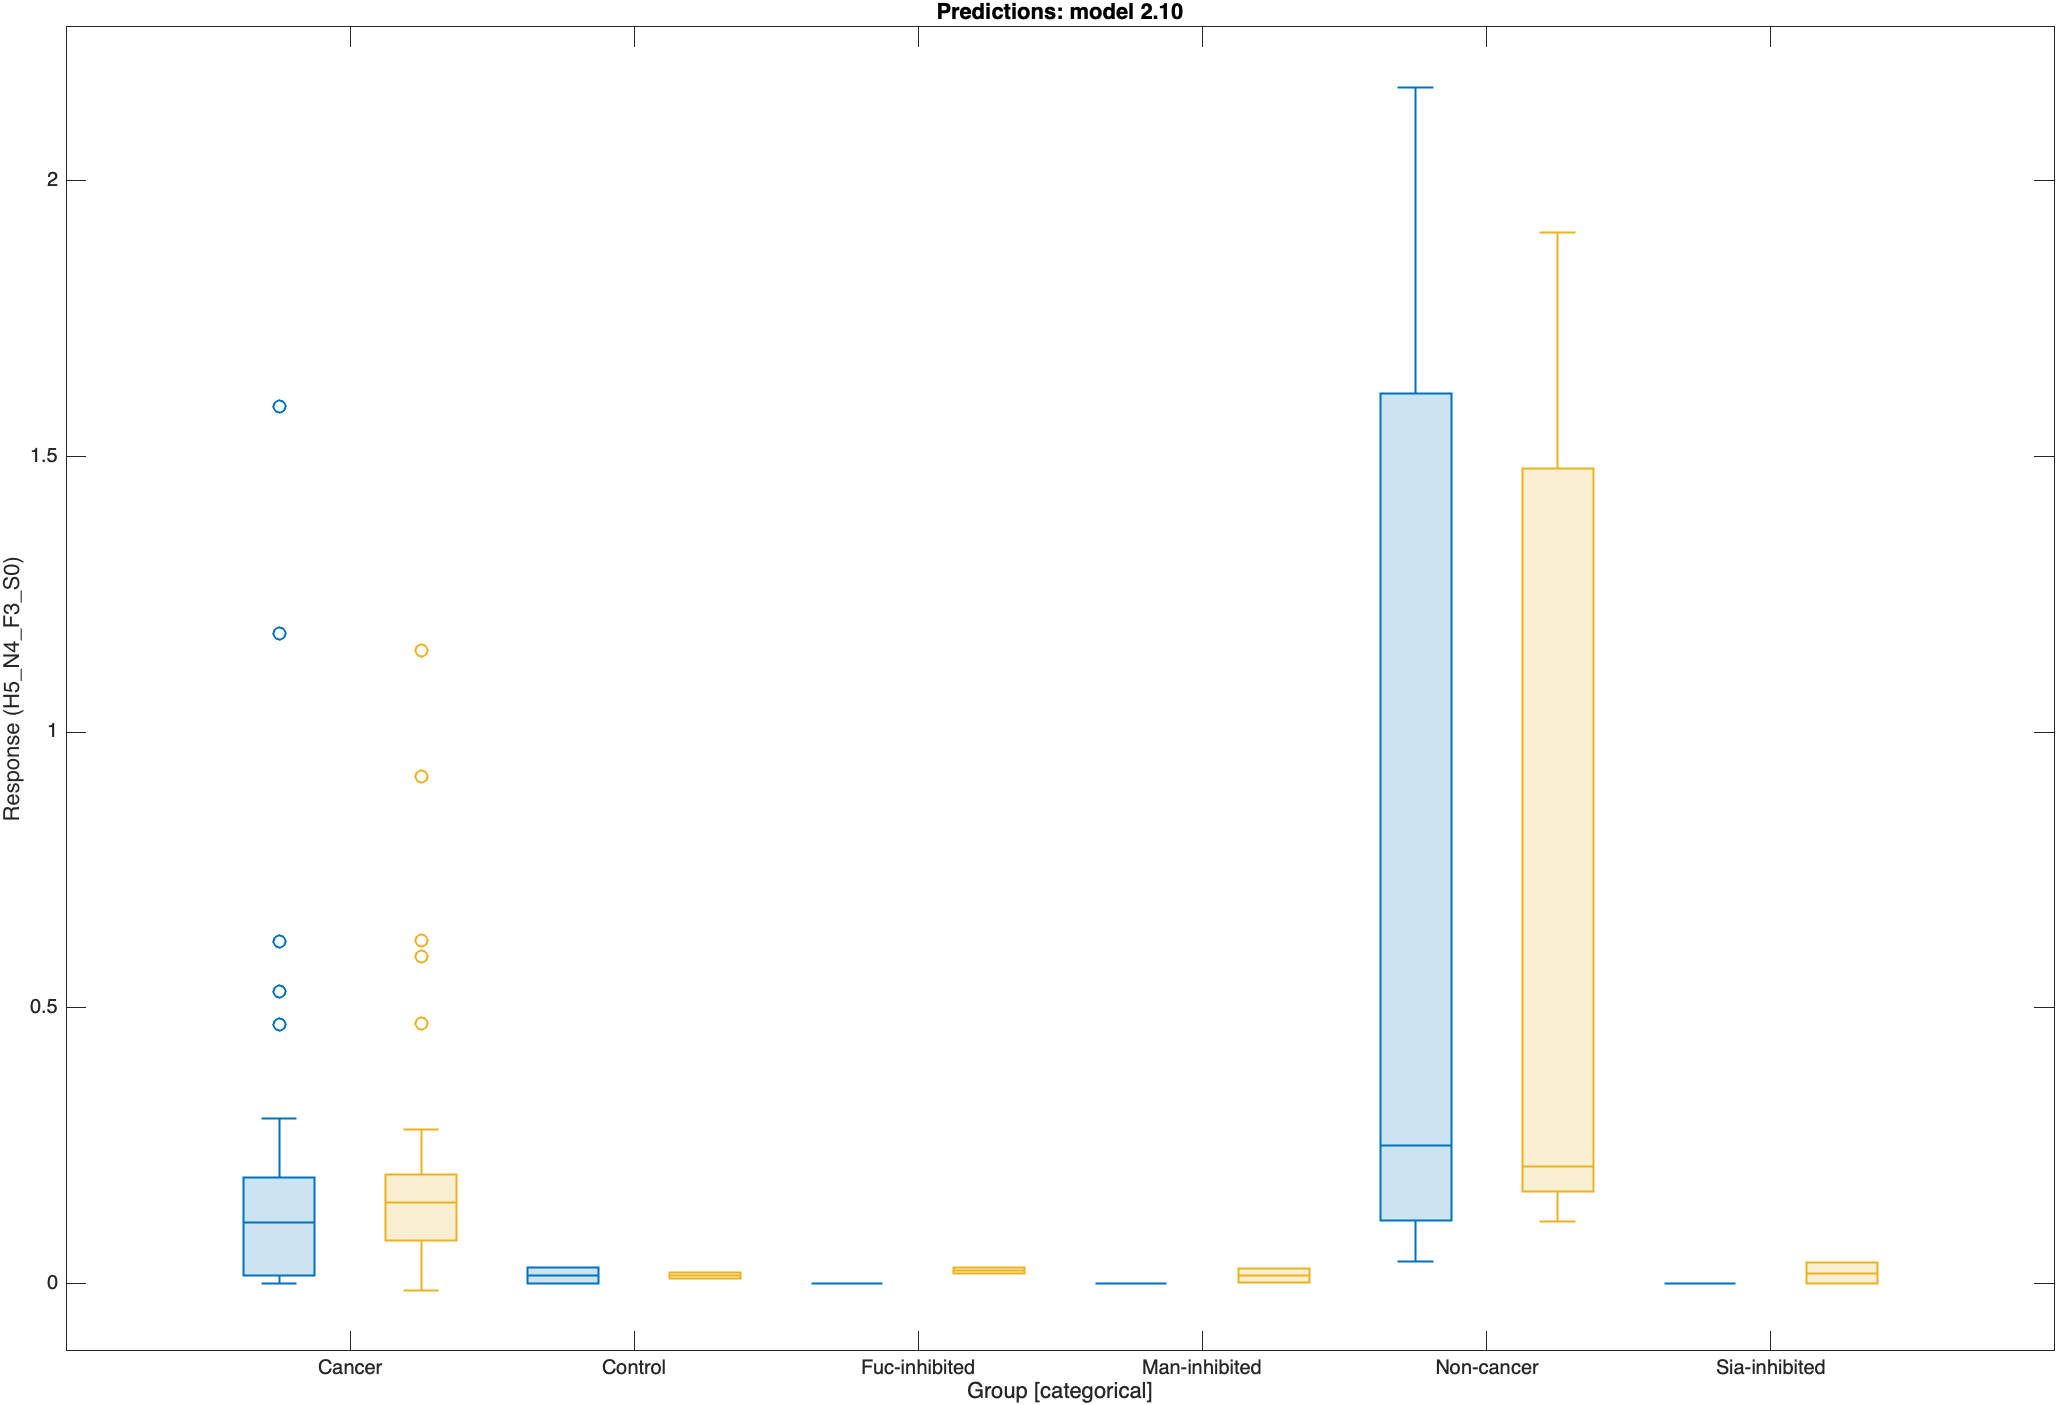 Predictions: model 2.10
Response (H5_N4_F3_S0)
2
1.5
1
0.5
0
Cancer
Control
Fuc-inhibited
Man-inhibited
Non-cancer
Sia-inhibited
Group [categorical]